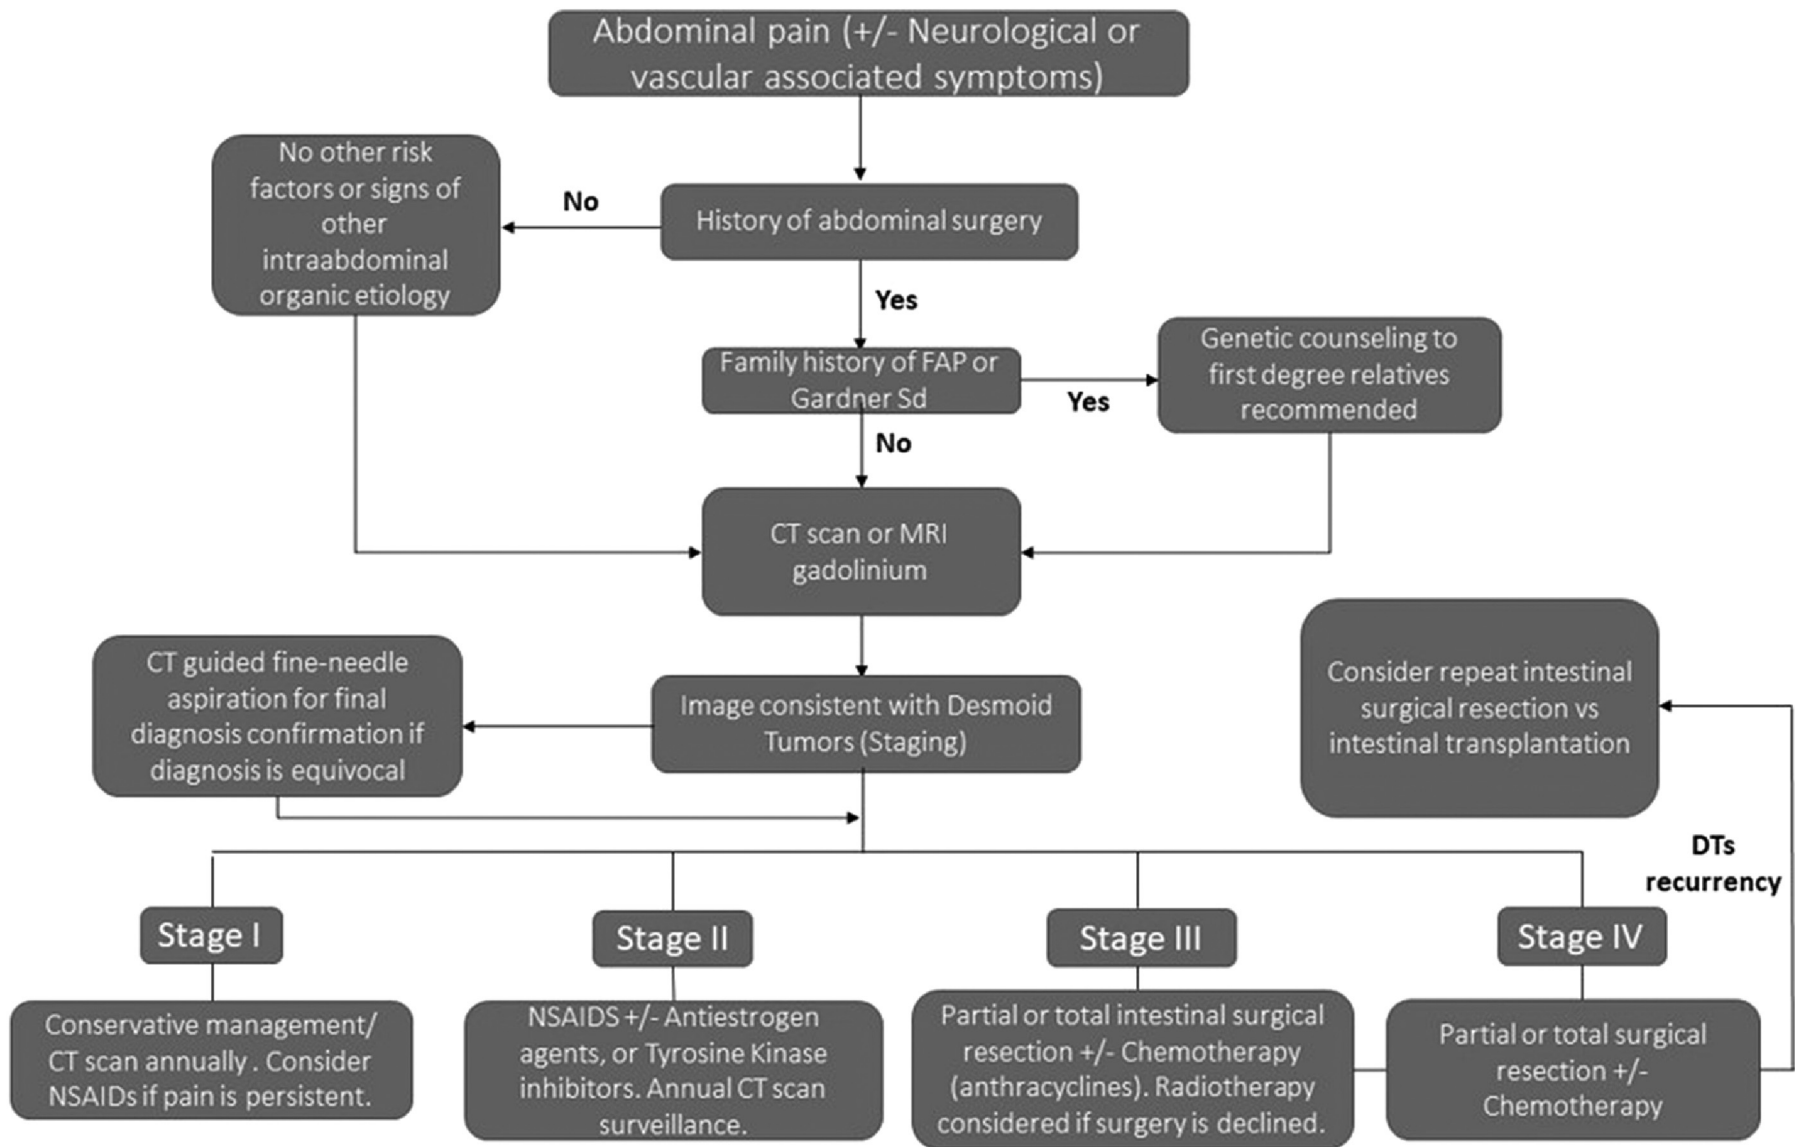 Abdominal pain (+/- Neurological or
vascular associated symptoms)
No other risk
factors or signs of
other
intraabdominal
organic etiology
No
History of abdominal surgery
Yes
Family history of FAP or
Gardner Sd
Yes
Genetic counseling to
first degree relatives
recommended
No
CT scan or MRI
gadolinium
CT guided fine-needle
aspiration for final
diagnosis confirmation if
diagnosis is equivocal
Image consistent with Desmoid
Tumors (Staging)
Consider repeat intestinal
surgical resection vs
intestinal transplantation
DTs
recurrency
Stage I
Stage II
Stage III
Stage IV
Conservative management/
CT scan annually . Consider
NSAIDs if pain is persistent.
NSAIDS +/- Antiestrogen
agents, or Tyrosine Kinase
inhibitors. Annual CT scan
surveillance.
Partial or total intestinal surgical
resection +/- Chemotherapy
(anthracyclines). Radiotherapy
considered if surgery is declined.
Partial or total surgical
resection +/-
Chemotherapy